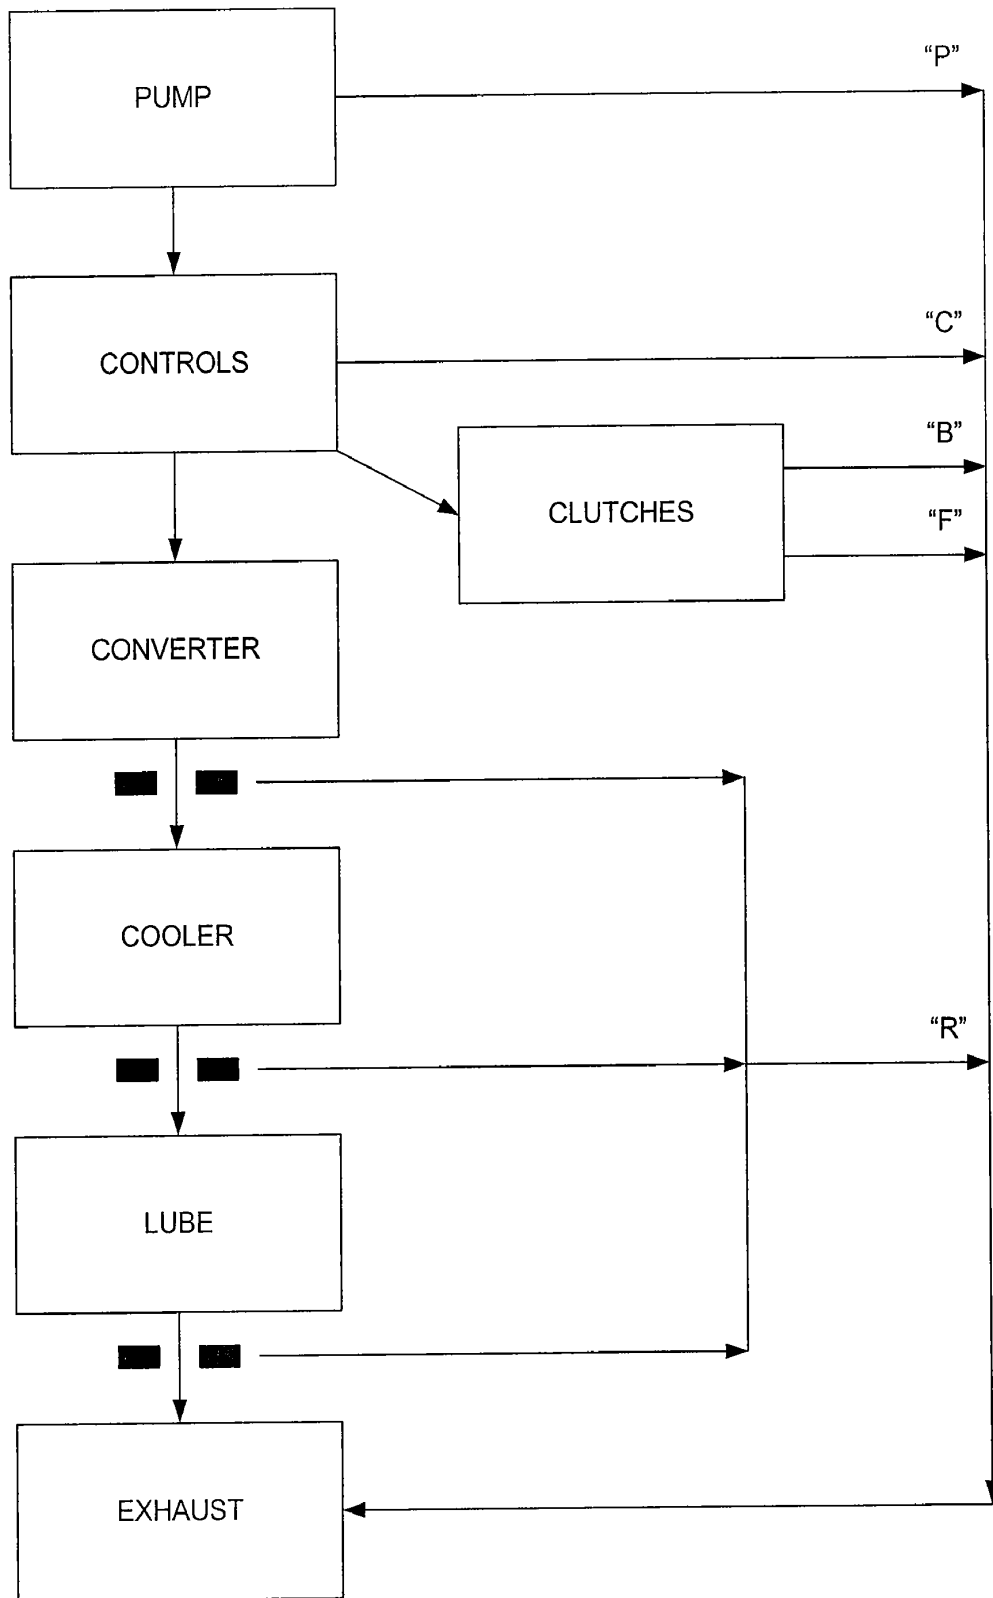 “P”
PUMP
“C”
CONTROLS
“B”
CLUTCHES
“F”
CONVERTER
COOLER
“R”
LUBE
EXHAUST